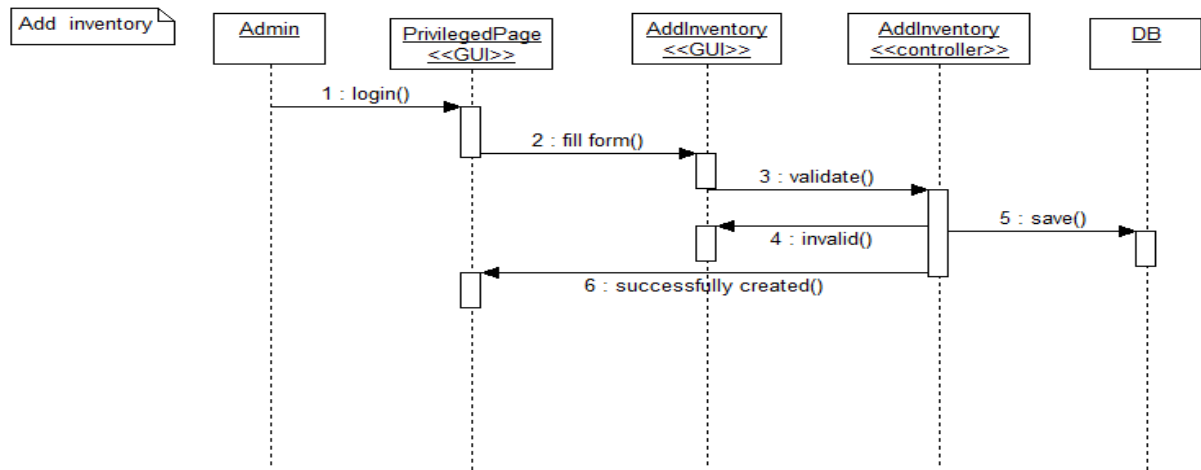 Add inventory
Admin
PrivilegedPage
<<GUI>>
AddInventory
<<GUI>>
AddInventory
<<controller>>
DB
1 : login()
2 : fill form()
3 : validate()
4 : invalid()
5 : save()
6 : successfully created()